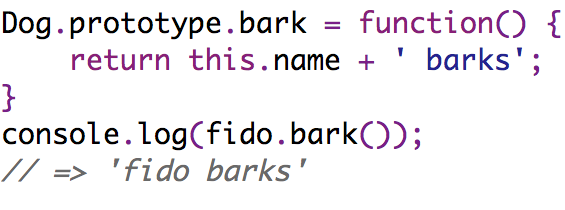 Dog.prototype.bark = function() {
    return this.name + ' barks';
}
console.log(fido.bark());
// => 'fido barks'